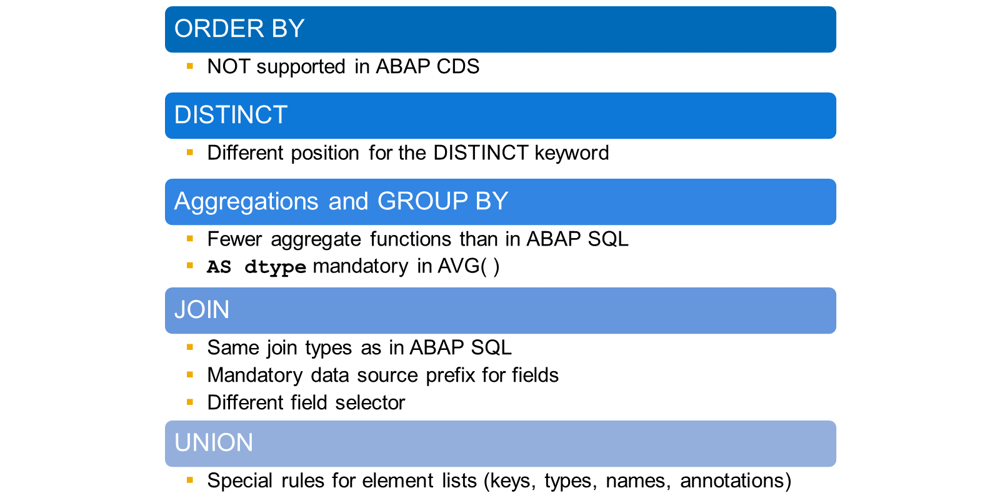 ORDER BY
NOT supported in ABAP CDS
DISTINCT
Different position for the DISTINCT keyword
Aggregations and GROUP BY
Fewer aggregate functions than in ABAP SQL
AS dtype mandatory in AVG( )
JOIN
Same join types as in ABAP SQL
Mandatory data source prefix for fields
Different field selector
UNION
Special rules for element lists (keys, types, names, annotations)